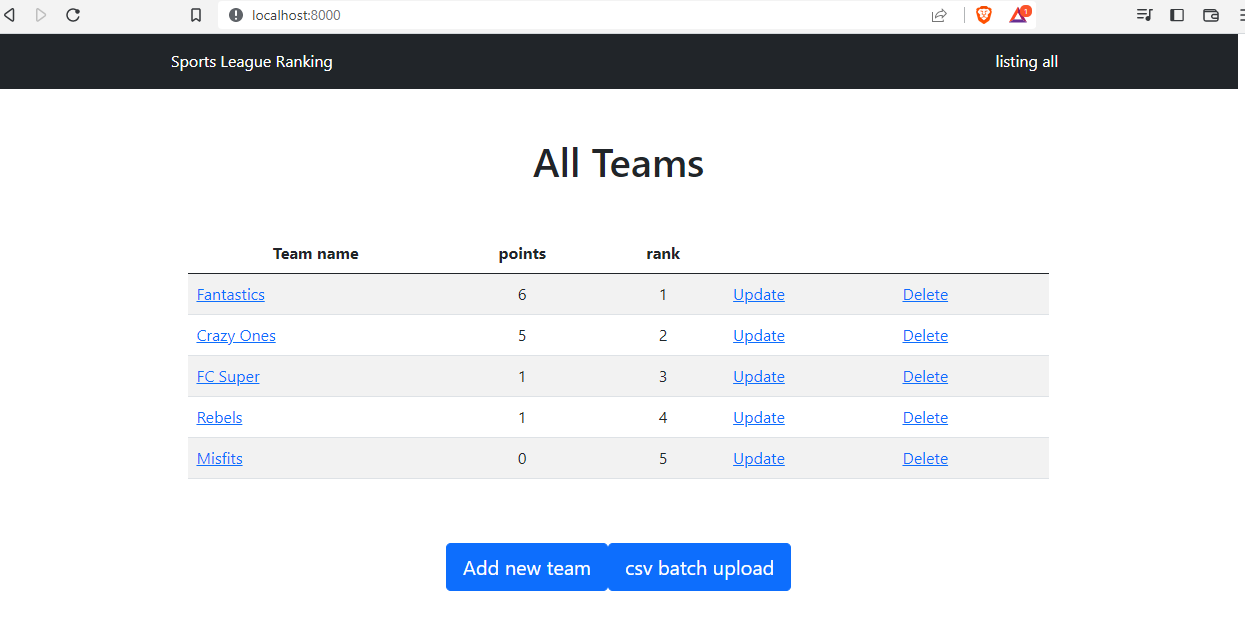 localhost:8000
1
Sports League Ranking listing all
All Teams
Team name points rank
Fantastics 6 1 Update Delete
Crazy Ones 5 2 Update Delete
FC Super 1 3 Update Delete
Rebels 1 4 Update Delete
Misfits 0 5 Update Delete
Add new team csv batch upload